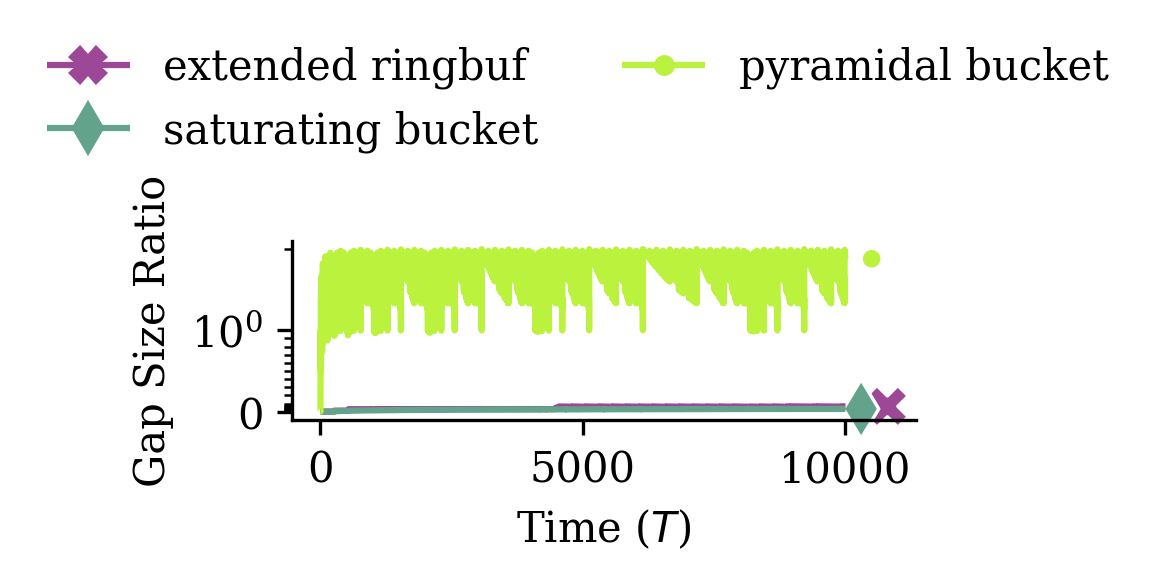 extended ringbuf
pyramidal bucket
saturating bucket
Gap Size Ratio
10⁰
0
0
5000
10000
Time (T)